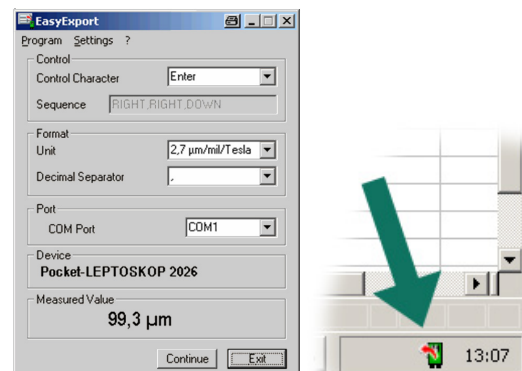 EasyExport
Program Settings ?
Control
Control Character Enter
Sequence RIGHT,RIGHT,DOWN
Format
Unit 2,7 µm/mil/Tesla
Decimal Separator ,
Port
COM Port COM1
Device
Pocket-LEPTOSKOP 2026
Measured Value
99,3 µm
Continue Exit
13:07